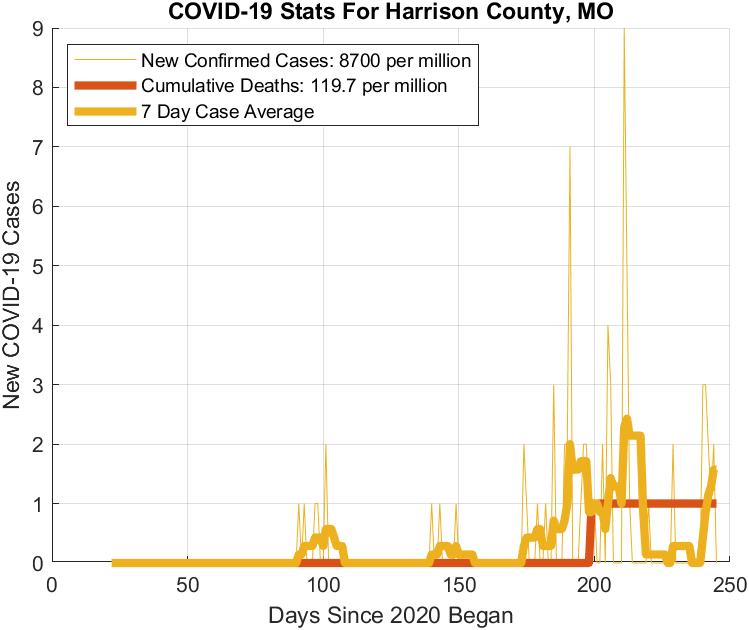 COVID-19 Stats For Harrison County, MO
New Confirmed Cases: 8700 per million
Cumulative Deaths: 119.7 per million
7 Day Case Average
New COVID-19 Cases
9
8
7
6
5
4
3
2
1
0
0 50 100 150 200 250
Days Since 2020 Began